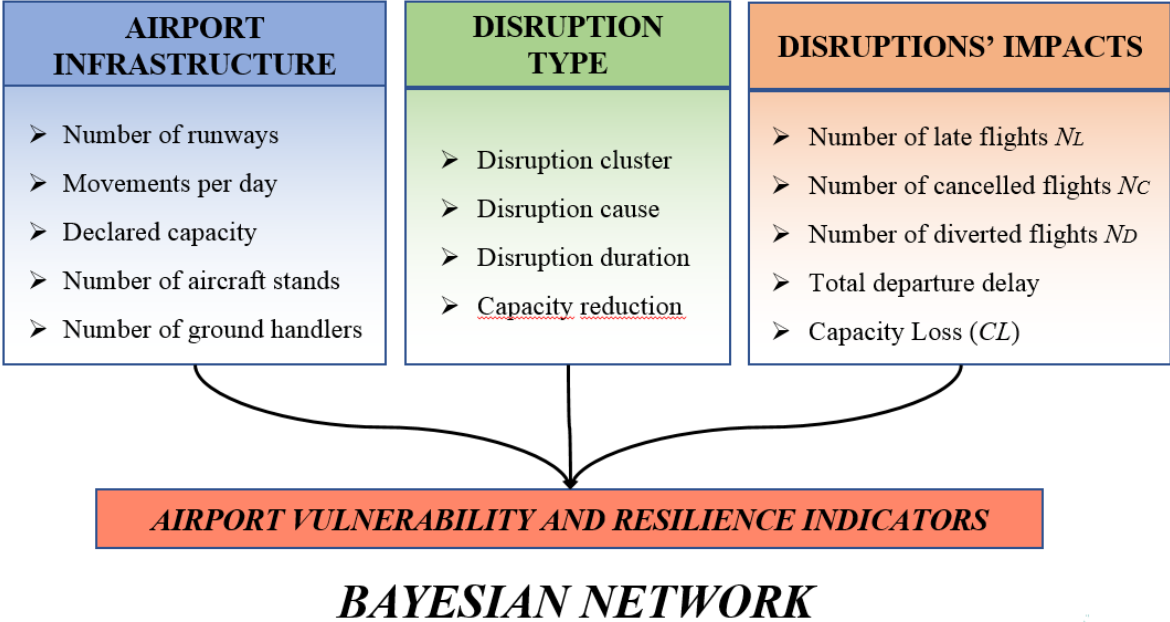 AIRPORT
INFRASTRUCTURE
➢ Number of runways
➢ Movements per day
➢ Declared capacity
➢ Number of aircraft stands
➢ Number of ground handlers
DISRUPTION
TYPE
➢ Disruption cluster
➢ Disruption cause
➢ Disruption duration
➢ Capacity reduction
DISRUPTIONS’ IMPACTS
➢ Number of late flights NL
➢ Number of cancelled flights NC
➢ Number of diverted flights ND
➢ Total departure delay
➢ Capacity Loss (CL)
AIRPORT VULNERABILITY AND RESILIENCE INDICATORS
BAYESIAN NETWORK